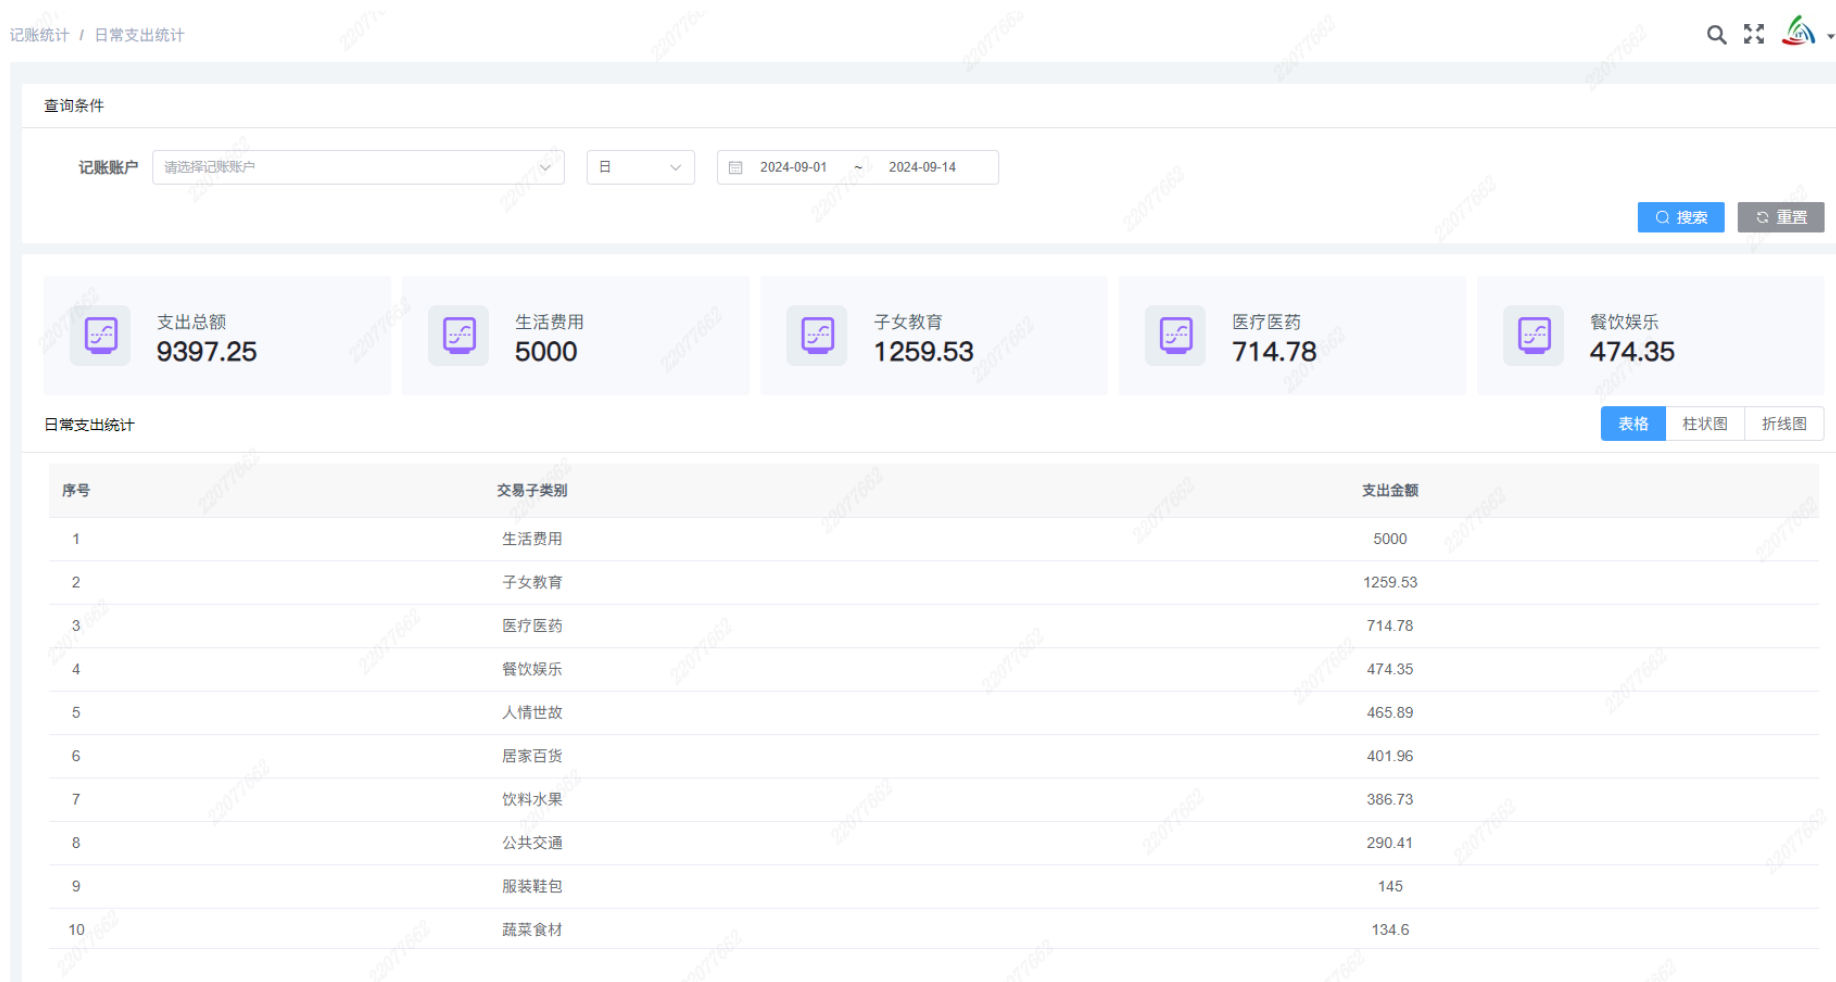 记账统计 / 日常支出统计
查询条件
记账账户 请选择记账账户 日 2024-09-01 ~ 2024-09-14
搜索 重置
支出总额 生活费用 子女教育 医疗医药 餐饮娱乐
9397.25 5000 1259.53 714.78 474.35
日常支出统计 表格 柱状图 折线图
序号 交易子类别 支出金额
1 生活费用 5000
2 子女教育 1259.53
3 医疗医药 714.78
4 餐饮娱乐 474.35
5 人情世故 465.89
6 居家百货 401.96
7 饮料水果 386.73
8 公共交通 290.41
9 服装鞋包 145
10 蔬菜食材 134.6
22077662